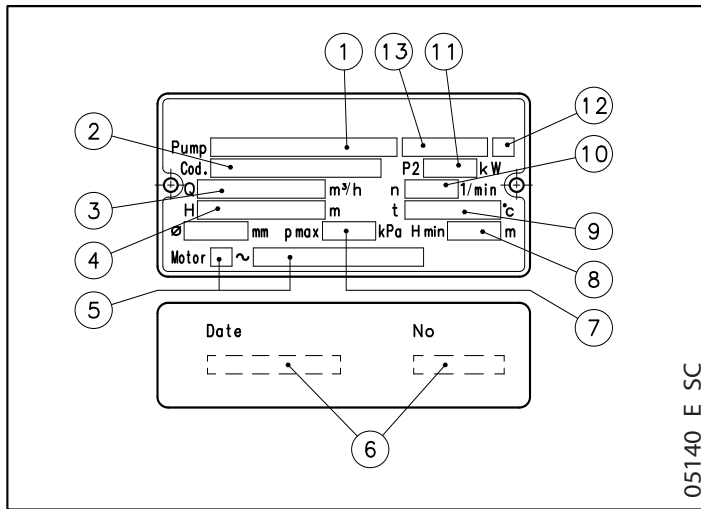 1 13 11
12
2
Pump
Cod. P2 kW
10
Q m³/h n 1/min
3
H m t °c
9
ø mm p max kPa H min m
4
8
Motor ~
5
7
Date No
6
05140 E SC